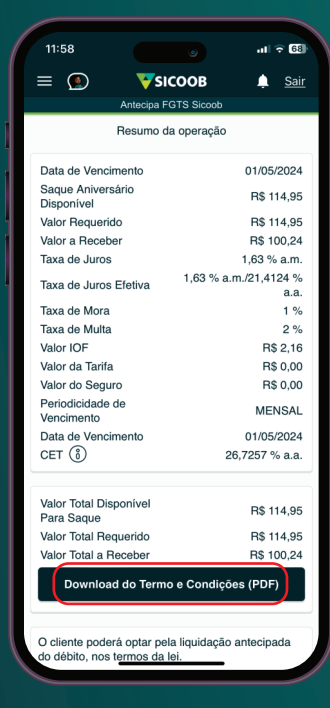 11:58
68
SICOOB
Sair
Antecipa FGTS Sicoob
Resumo da operação
Data de Vencimento 01/05/2024
Saque Aniversário
Disponível R$ 114,95
Valor Requerido R$ 114,95
Valor a Receber R$ 100,24
Taxa de Juros 1,63 % a.m.
Taxa de Juros Efetiva 1,63 % a.m./21,4124 %
a.a.
Taxa de Mora 1 %
Taxa de Multa 2 %
Valor IOF R$ 2,16
Valor da Tarifa R$ 0,00
Valor do Seguro R$ 0,00
Periodicidade de
Vencimento MENSAL
Data de Vencimento 01/05/2024
CET 26,7257 % a.a.
Valor Total Disponível
Para Saque R$ 114,95
Valor Total Requerido R$ 114,95
Valor Total a Receber R$ 100,24
Download do Termo e Condições (PDF)
O cliente poderá optar pela liquidação antecipada
do débito, nos termos da lei.